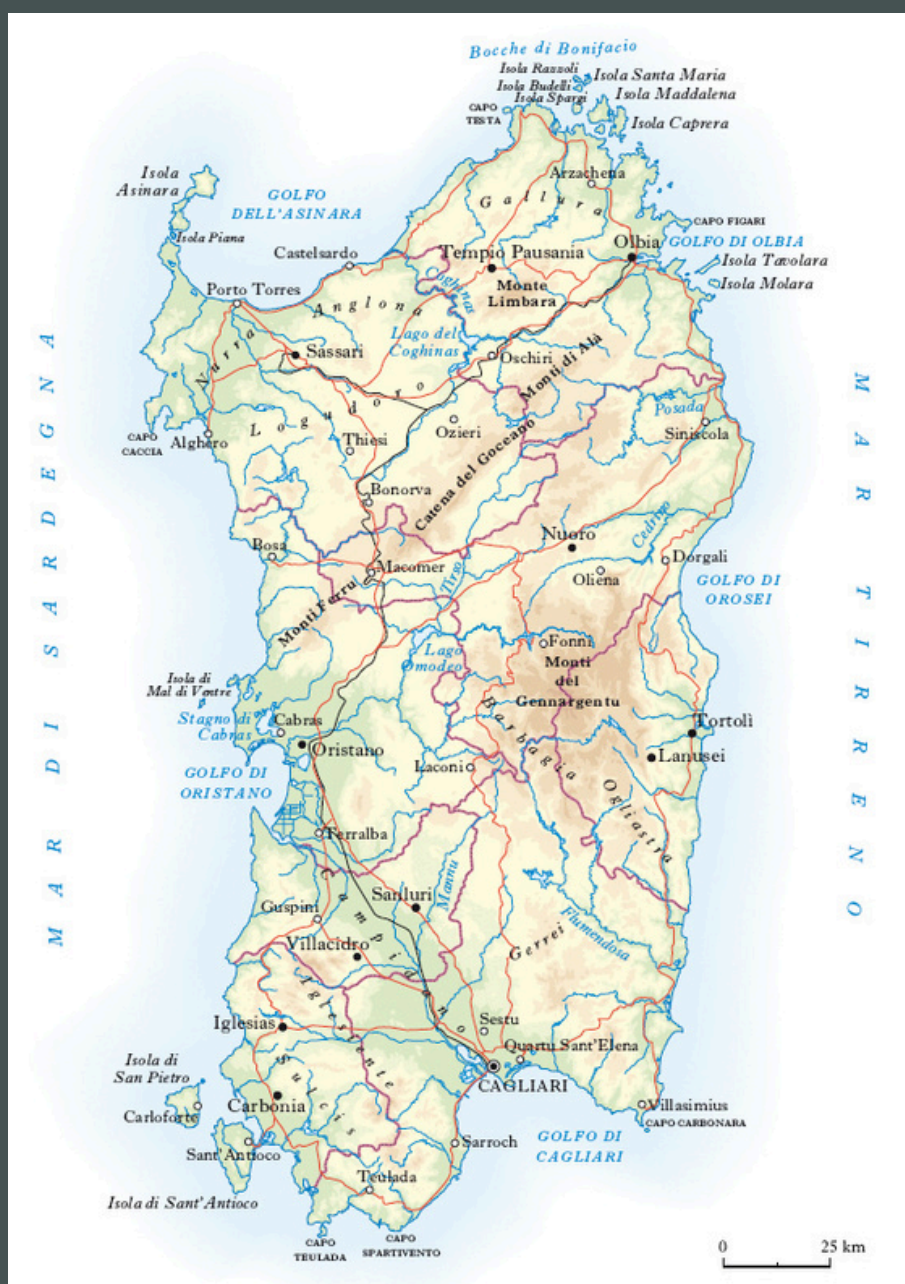 Bocche di Bonifacio
Isola Razzoli
Isola Santa Maria
Isola Budelli
Isola Spargi
Isola Maddalena
CAPO
TESTA
Isola Caprera
Isola
Asinara
GOLFO
DELL'ASINARA
Arzachena
Gallura
CAPO FIGARI
Isola Piana
Castelsardo
Olbia
GOLFO DI OLBIA
Tempio Pausania
Isola Tavolara
Coghinas
Monte
Limbara
Isola Molara
Porto Torres
Anglona
Nurra
Lago del
Coghinas
Sassari
Oschiri
Monti di Alà
Logudoro
Posada
Ozieri
Siniscola
CAPO
CACCIA
Alghero
Thiesi
Catena del Goceano
Bonorva
Nuoro
Cedrino
Bosa
Macomer
Dorgali
Tirso
Oliena
GOLFO DI
OROSEI
Monti Ferru
Lago
Omodeo
Fonni
Monti
del
Gennargentu
Isola di
Mal di Ventre
Stagno di
Cabras
Cabras
Barbagia
Tortolì
Oristano
Lanusei
GOLFO DI
ORISTANO
Laconi
Ogliastra
Terralba
Campidano
Mannu
Sanluri
Guspini
Flumendosa
Gerrei
Villacidro
Iglesiente
Iglesias
Sestu
Quartu Sant'Elena
Isola di
San Pietro
Sulcis
CAGLIARI
Carloforte
Carbonia
Villasimius
CAPO CARBONARA
Sant'Antioco
Sarroch
GOLFO DI
CAGLIARI
Teulada
Isola di Sant'Antioco
CAPO
TEULADA
CAPO
SPARTIVENTO
MAR DI SARDEGNA
MAR TIRRENO
0 25 km